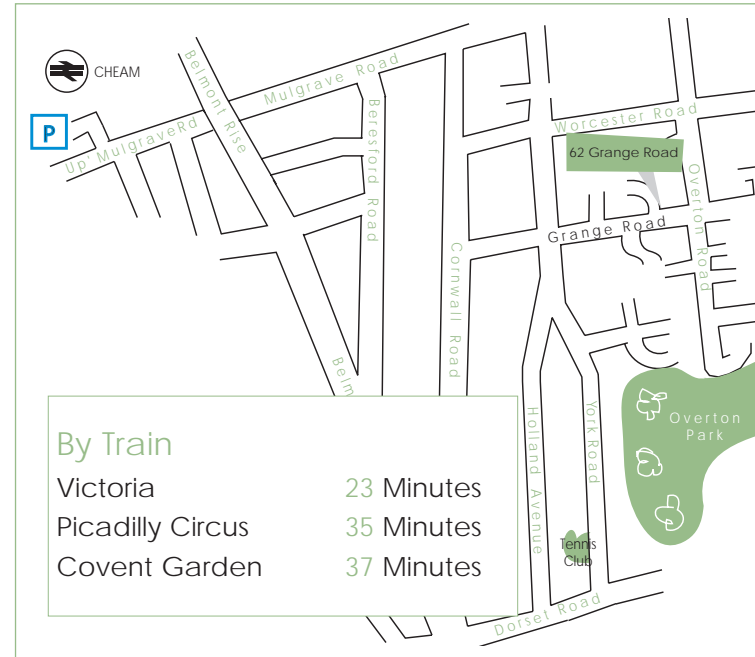 CHEAM
P
Up' Mulgrave Rd
Belmont Rise
Mulgrave Road
Beresford Road
Worcester Road
62 Grange Road
Grange Road
Overton Road
Cornwall Road
Belm
By Train
Victoria 23 Minutes
Picadilly Circus 35 Minutes
Covent Garden 37 Minutes
Holland Avenue
York Road
Overton
Park
Tennis
Club
Dorset Road